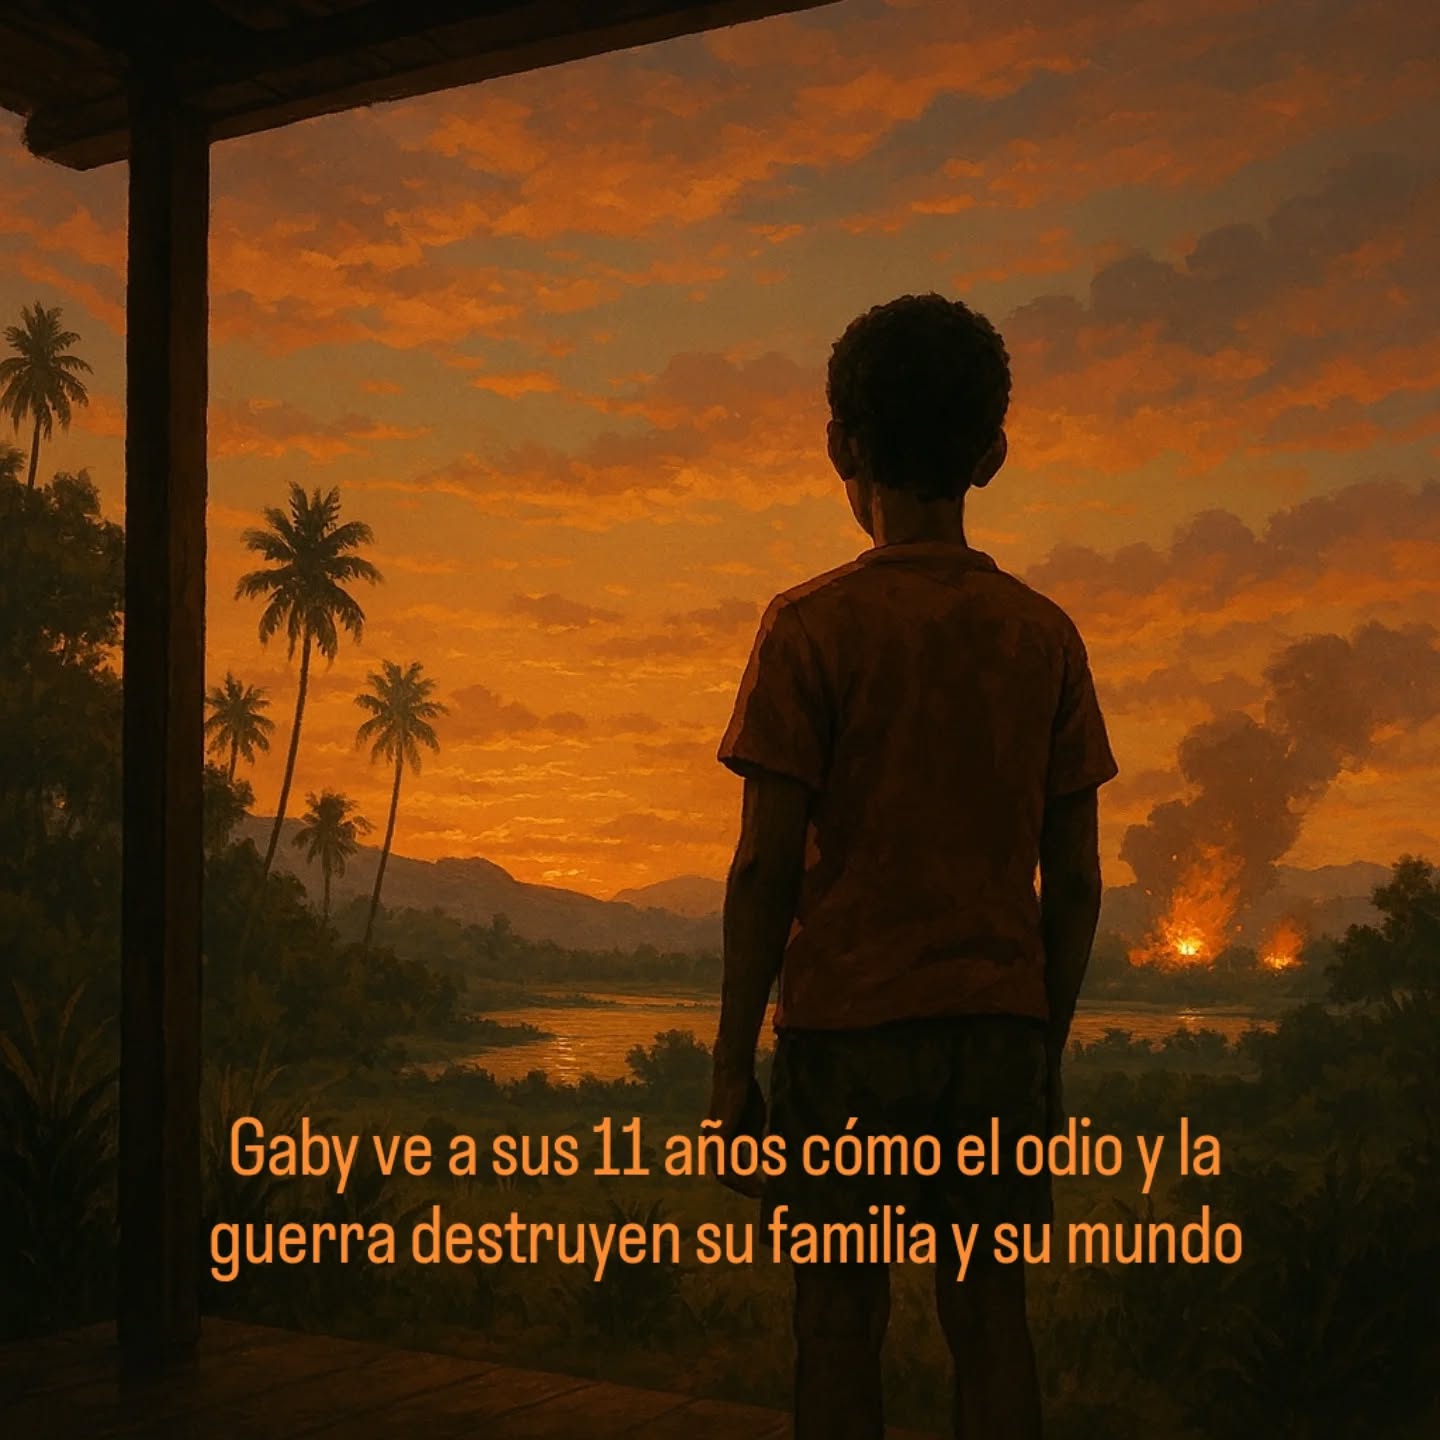 Gaby ve a sus 11 años cómo el odio y la
guerra destruyen su familia y su mundo